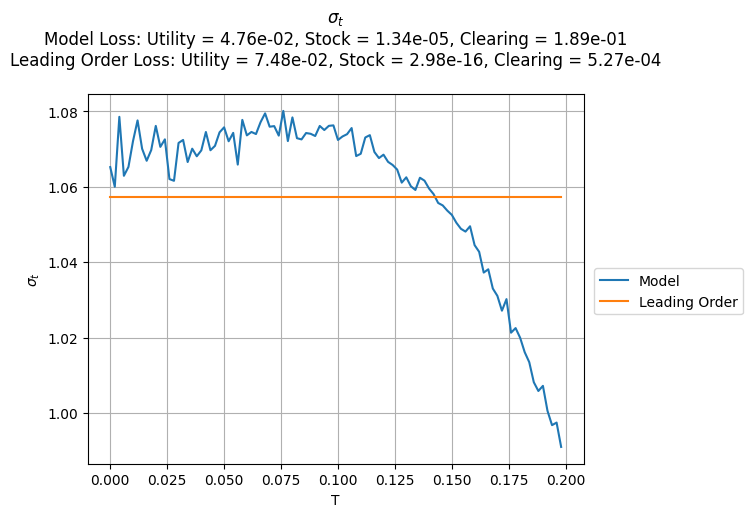 σₜ
Model Loss: Utility = 4.76e-02, Stock = 1.34e-05, Clearing = 1.89e-01
Leading Order Loss: Utility = 7.48e-02, Stock = 2.98e-16, Clearing = 5.27e-04
1.08
1.06
1.04
1.02
1.00
σₜ
0.000 0.025 0.050 0.075 0.100 0.125 0.150 0.175 0.200
T
Model
Leading Order